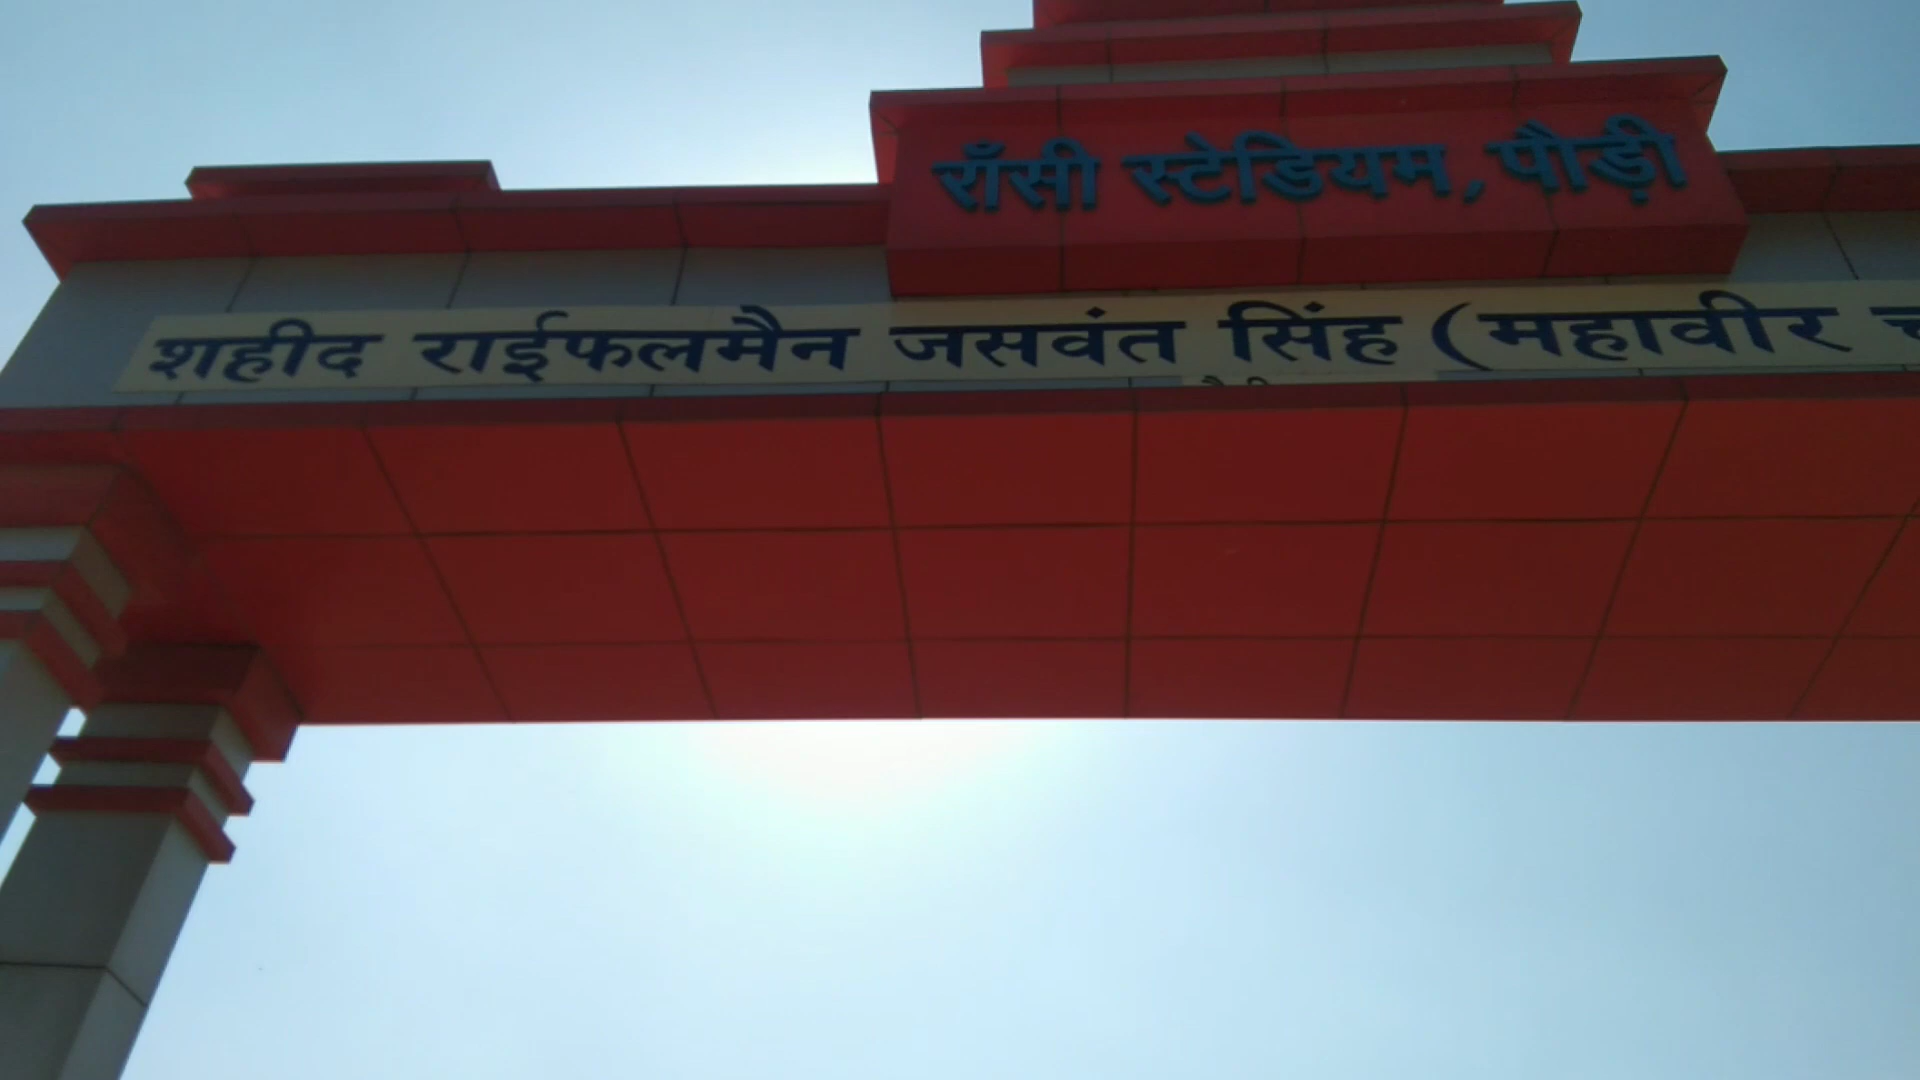 राँसी स्टेडियम, पौड़ी
शहीद राईफलमैन जसवंत सिंह (महावीर च